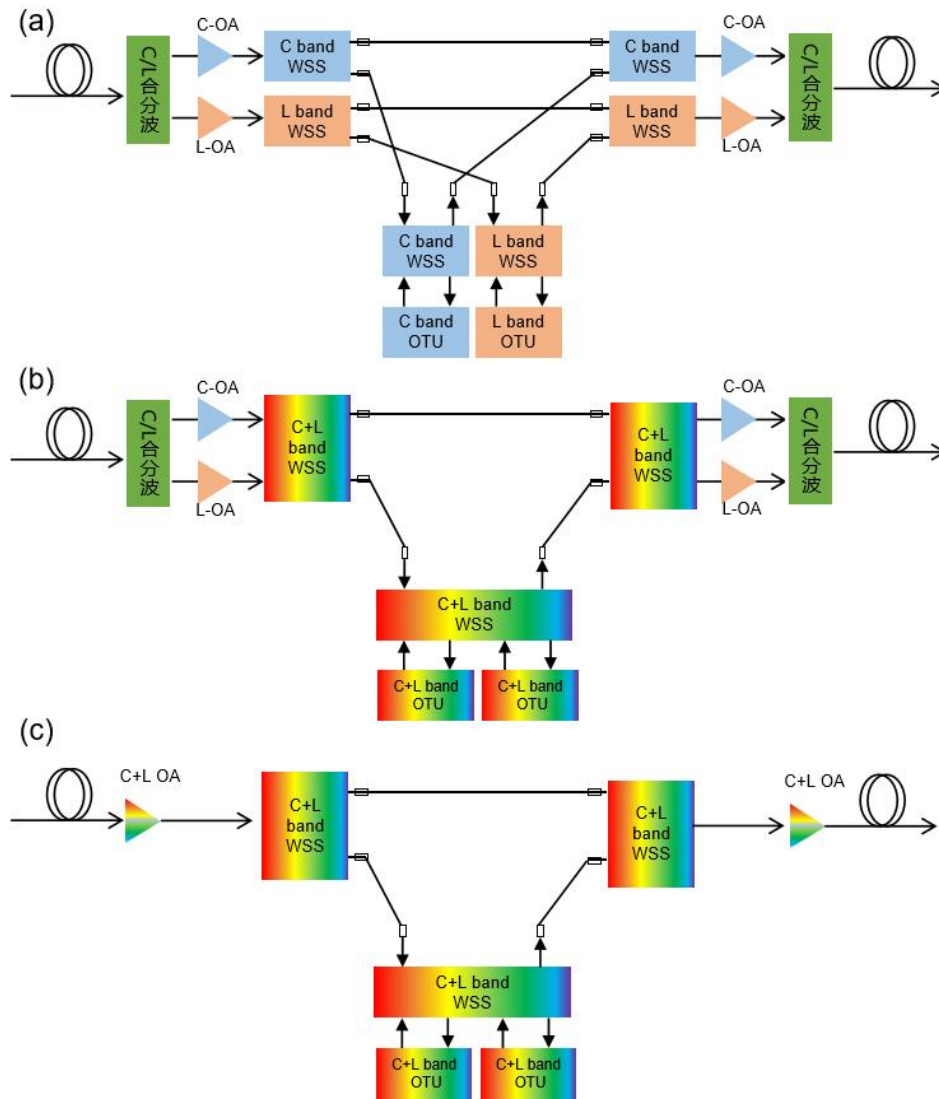 (a)
C-OA
C-OA
C band
WSS
C band
WSS
C/L合分波
C/L合分波
L band
WSS
L band
WSS
L-OA
L-OA
C band
WSS
L band
WSS
C band
OTU
L band
OTU
(b)
C-OA
C-OA
C/L合分波
C+L
band
WSS
C+L
band
WSS
C/L合分波
L-OA
L-OA
C+L band
WSS
C+L band
OTU
C+L band
OTU
(c)
C+L OA
C+L OA
C+L
band
WSS
C+L
band
WSS
C+L band
WSS
C+L band
OTU
C+L band
OTU